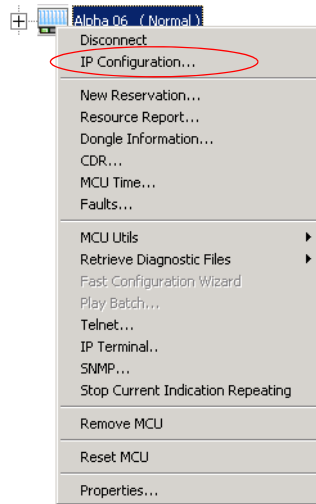 Alpha 06 (Normal)
Disconnect
IP Configuration...
New Reservation...
Resource Report...
Dongle Information...
CDR...
MCU Time...
Faults...
MCU Utils
Retrieve Diagnostic Files
Fast Configuration Wizard
Play Batch...
Telnet...
IP Terminal..
SNMP...
Stop Current Indication Repeating
Remove MCU
Reset MCU
Properties...